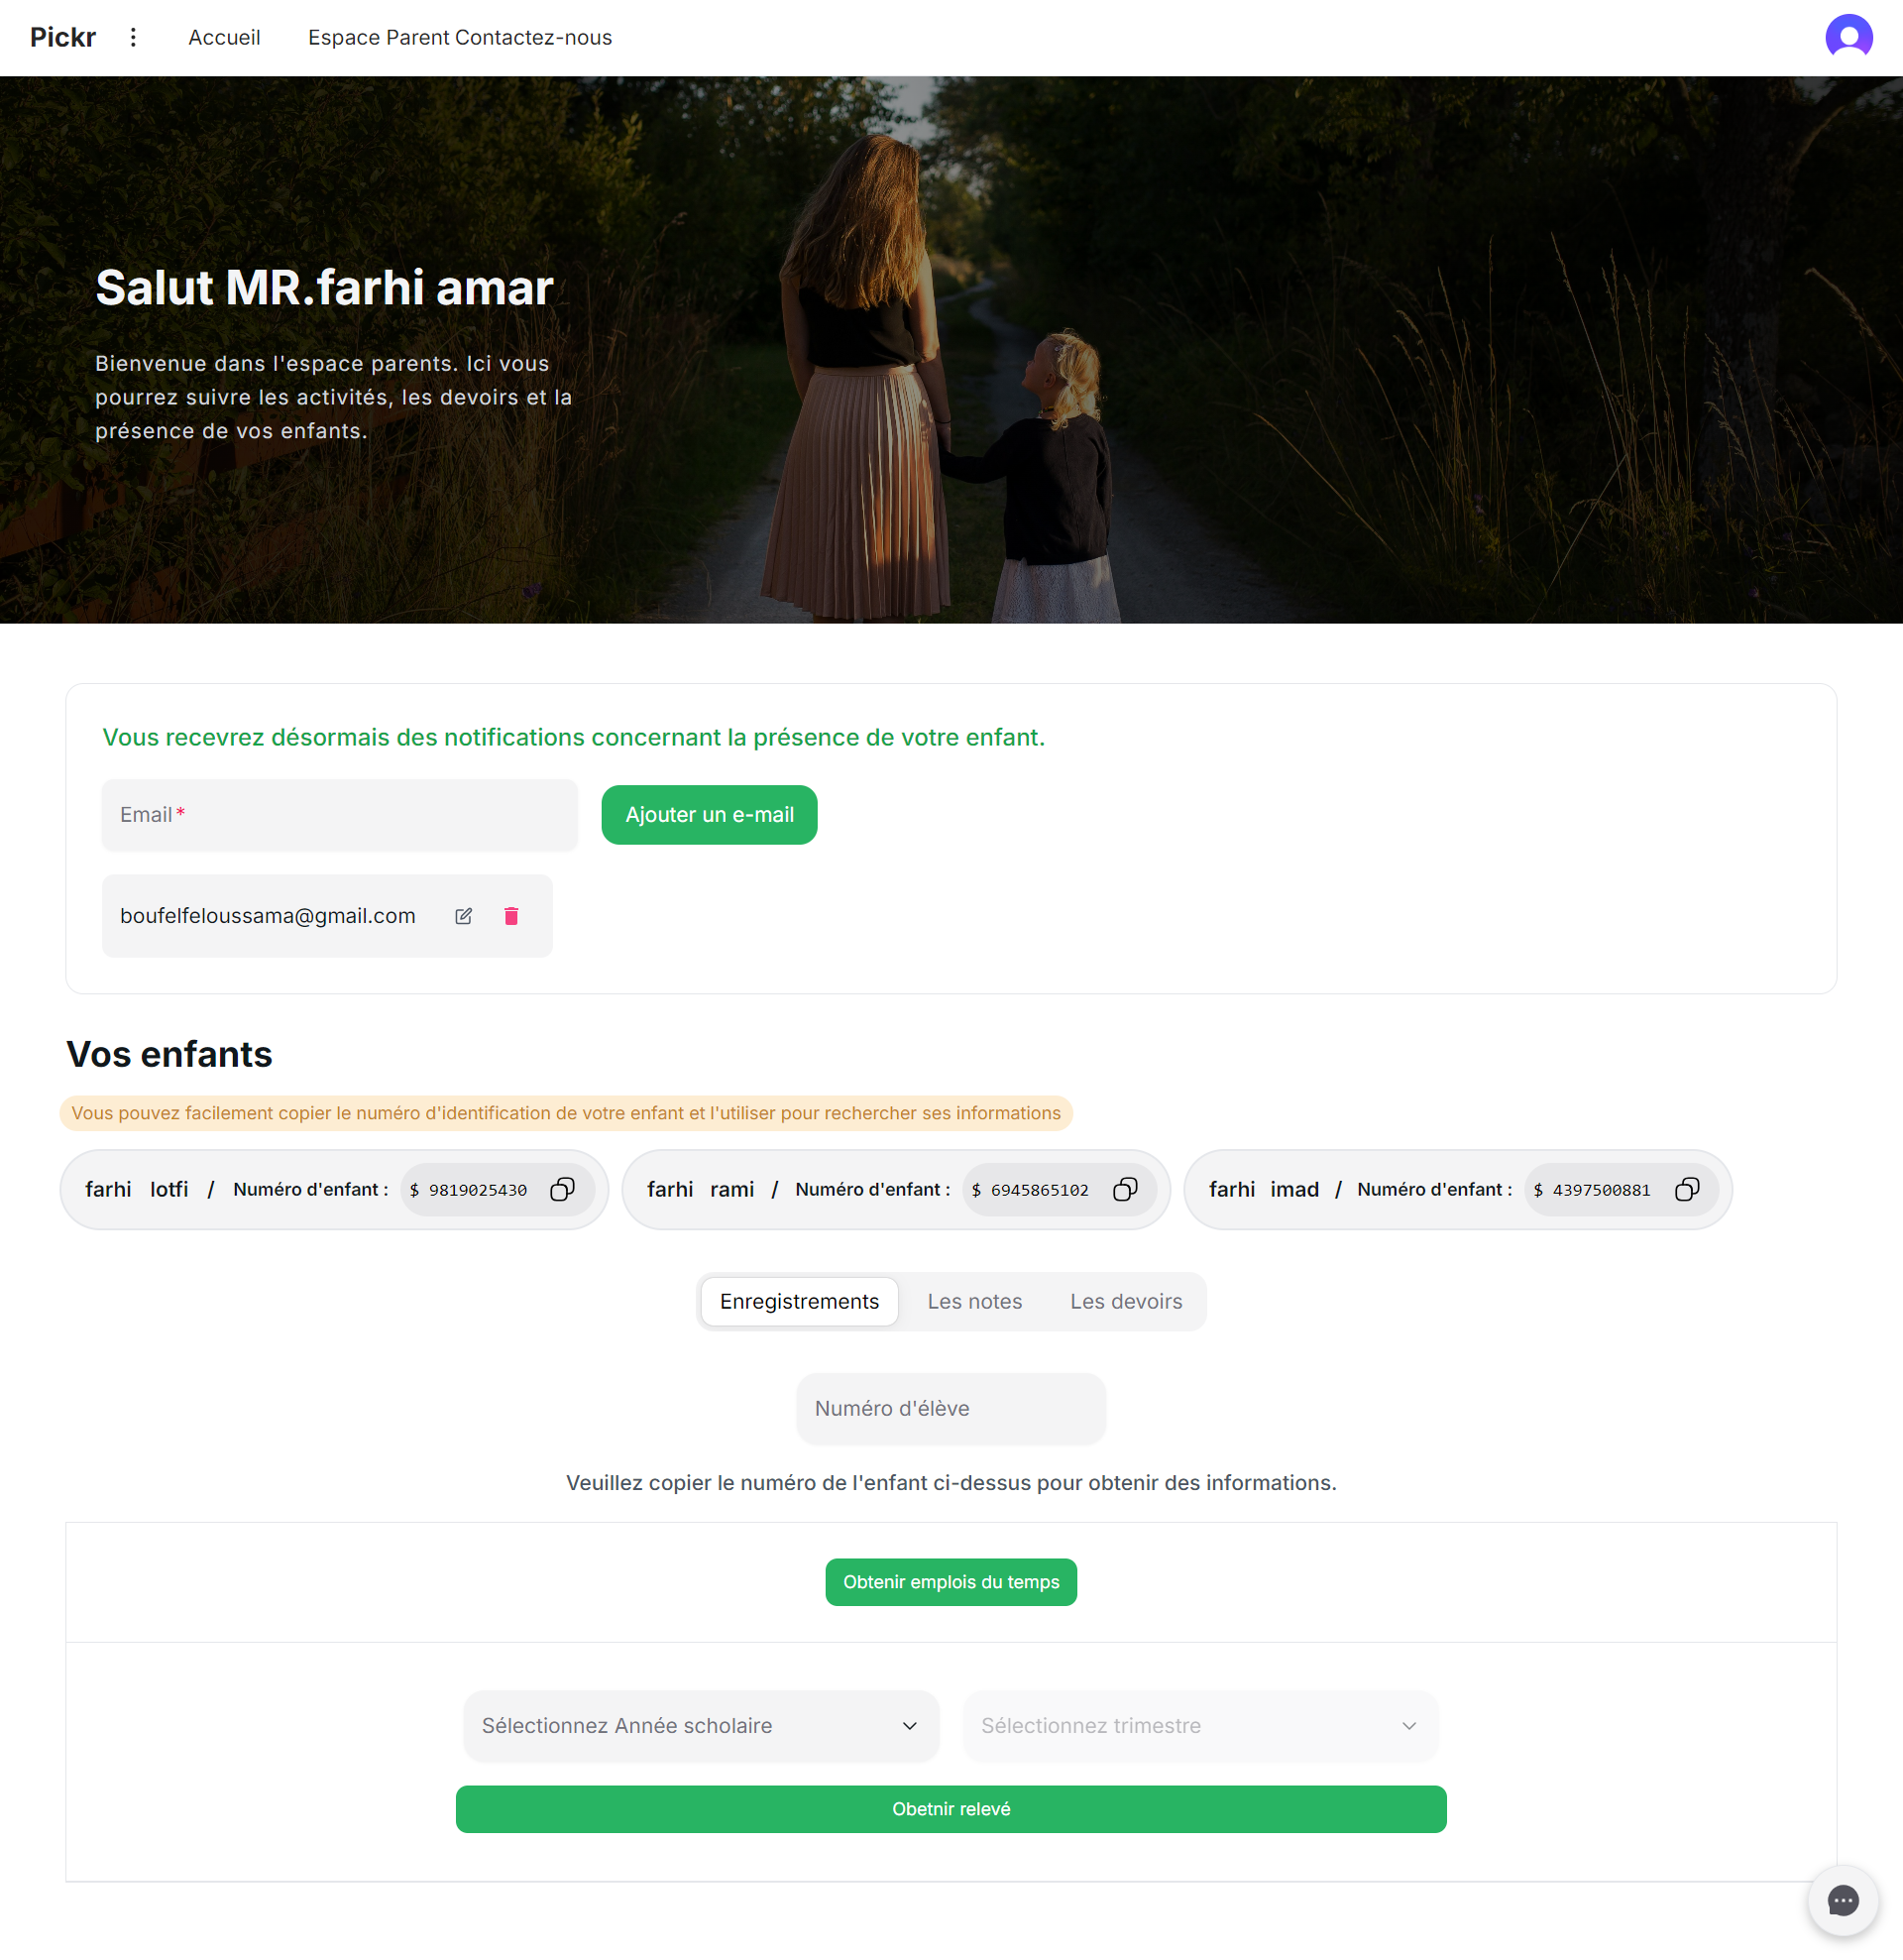 Pickr Accueil Espace Parent Contactez-nous
Salut MR.farhi amar
Bienvenue dans l'espace parents. Ici vous
pourrez suivre les activités, les devoirs et la
présence de vos enfants.
Vous recevrez désormais des notifications concernant la présence de votre enfant.
Email*
Ajouter un e-mail
boufelfeloussama@gmail.com
Vos enfants
Vous pouvez facilement copier le numéro d'identification de votre enfant et l'utiliser pour rechercher ses informations
farhi lotfi / Numéro d'enfant : $ 9819025430
farhi rami / Numéro d'enfant : $ 6945865102
farhi imad / Numéro d'enfant : $ 4397500881
Enregistrements Les notes Les devoirs
Numéro d'élève
Veuillez copier le numéro de l'enfant ci-dessus pour obtenir des informations.
Obtenir emplois du temps
Sélectionnez Année scholaire
Sélectionnez trimestre
Obetnir relevé